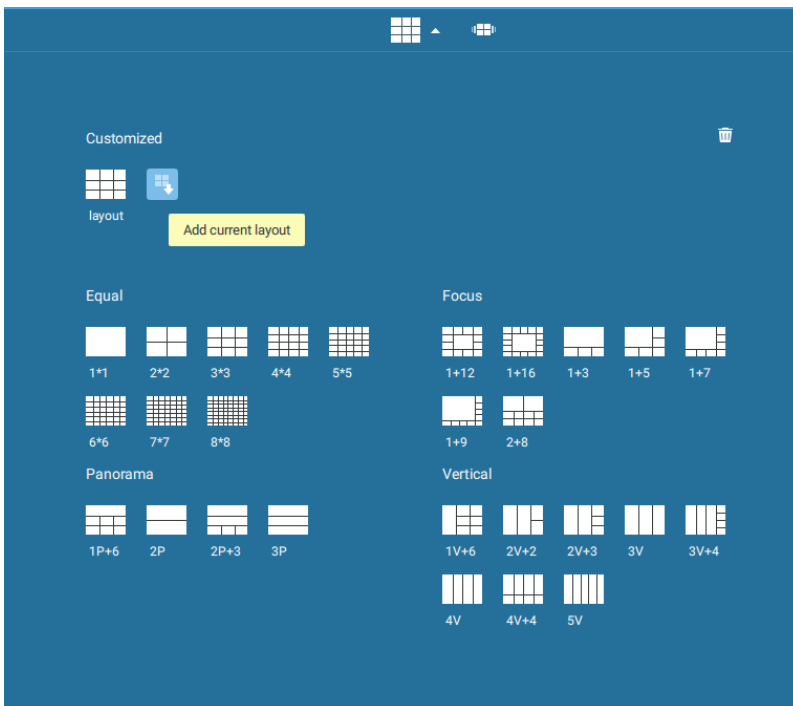 Customized
layout
Add current layout
Equal
1*1 2*2 3*3 4*4 5*5
6*6 7*7 8*8
Focus
1+12 1+16 1+3 1+5 1+7
1+9 2+8
Panorama
1P+6 2P 2P+3 3P
Vertical
1V+6 2V+2 2V+3 3V 3V+4
4V 4V+4 5V